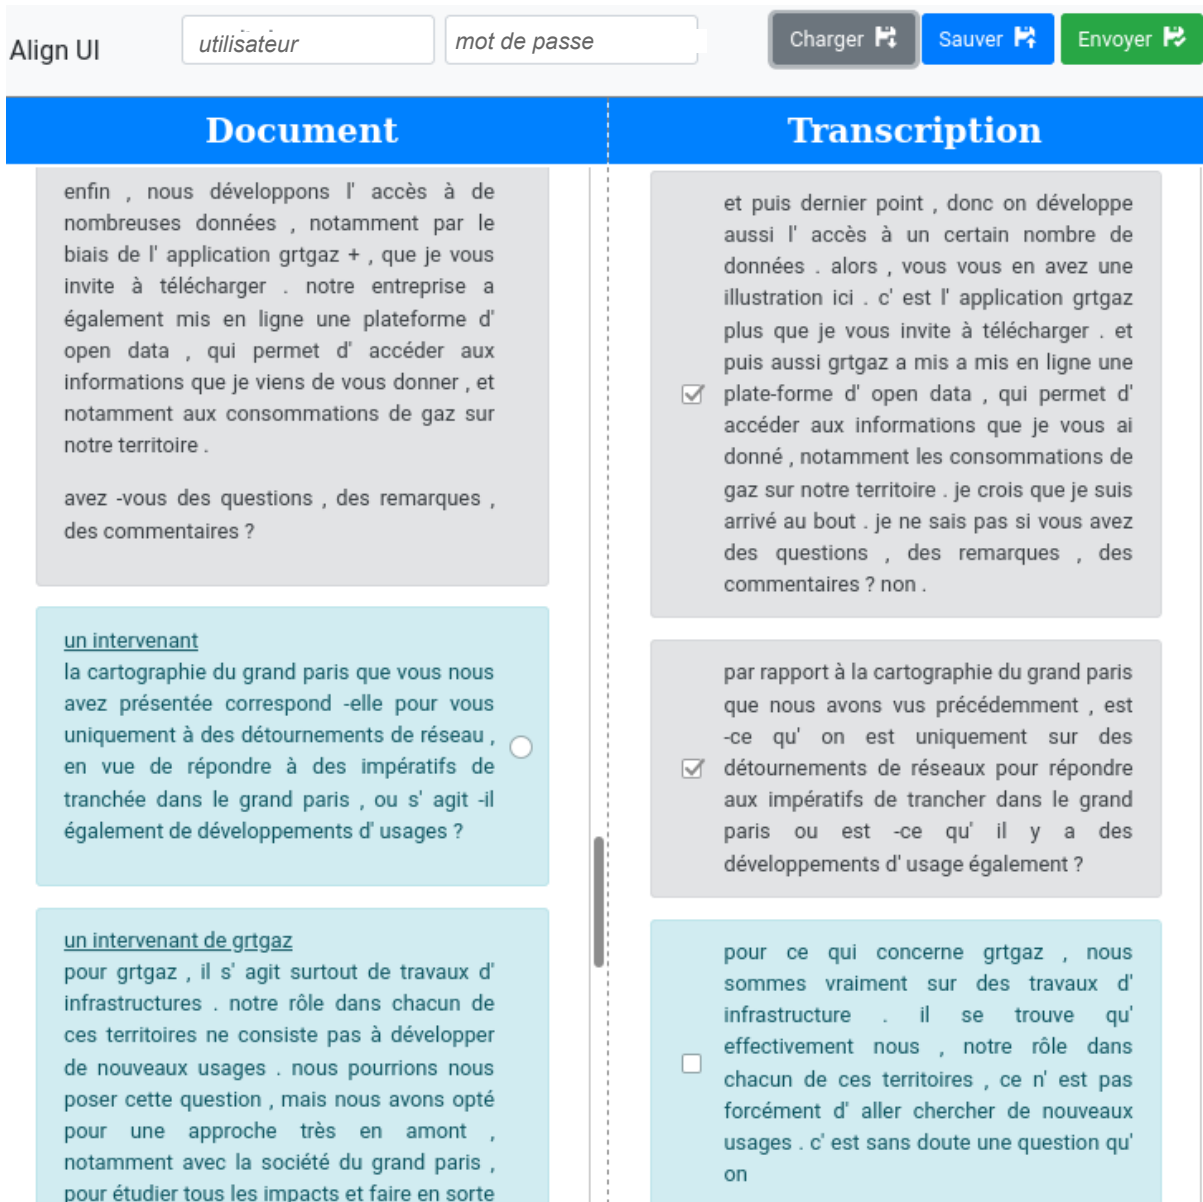 Align UI
utilisateur
mot de passe
Charger
Sauver
Envoyer
Document
enfin , nous développons l' accès à de
nombreuses données , notamment par le
biais de l' application grtgaz + , que je vous
invite à télécharger . notre entreprise a
également mis en ligne une plateforme d'
open data , qui permet d' accéder aux
informations que je viens de vous donner , et
notamment aux consommations de gaz sur
notre territoire .
avez -vous des questions , des remarques ,
des commentaires ?
un intervenant
la cartographie du grand paris que vous nous
avez présentée correspond -elle pour vous
uniquement à des détournements de réseau ,
en vue de répondre à des impératifs de
tranchée dans le grand paris , ou s' agit -il
également de développements d' usages ?
un intervenant de grtgaz
pour grtgaz , il s' agit surtout de travaux d'
infrastructures . notre rôle dans chacun de
ces territoires ne consiste pas à développer
de nouveaux usages . nous pourrions nous
poser cette question , mais nous avons opté
pour une approche très en amont ,
notamment avec la société du grand paris ,
pour étudier tous les impacts et faire en sorte
Transcription
et puis dernier point , donc on développe
aussi l' accès à un certain nombre de
données . alors , vous vous en avez une
illustration ici . c' est l' application grtgaz
plus que je vous invite à télécharger . et
puis aussi grtgaz a mis a mis en ligne une
plate-forme d' open data , qui permet d'
accéder aux informations que je vous ai
donné , notamment les consommations de
gaz sur notre territoire . je crois que je suis
arrivé au bout . je ne sais pas si vous avez
des questions , des remarques , des
commentaires ? non .
par rapport à la cartographie du grand paris
que nous avons vus précédemment , est
-ce qu' on est uniquement sur des
détournements de réseaux pour répondre
aux impératifs de trancher dans le grand
paris ou est -ce qu' il y a des
développements d' usage également ?
pour ce qui concerne grtgaz , nous
sommes vraiment sur des travaux d'
infrastructure . il se trouve qu'
effectivement nous , notre rôle dans
chacun de ces territoires , ce n' est pas
forcément d' aller chercher de nouveaux
usages . c' est sans doute une question qu'
on